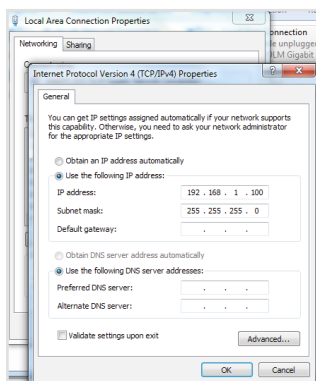 Local Area Connection Properties
Networking Sharing
Internet Protocol Version 4 (TCP/IPv4) Properties
General
You can get IP settings assigned automatically if your network supports
this capability. Otherwise, you need to ask your network administrator
for the appropriate IP settings.
Obtain an IP address automatically
Use the following IP address:
IP address: 192 . 168 . 1 . 100
Subnet mask: 255 . 255 . 255 . 0
Default gateway: . . .
Obtain DNS server address automatically
Use the following DNS server addresses:
Preferred DNS server: . . .
Alternate DNS server: . . .
Validate settings upon exit
Advanced...
OK Cancel